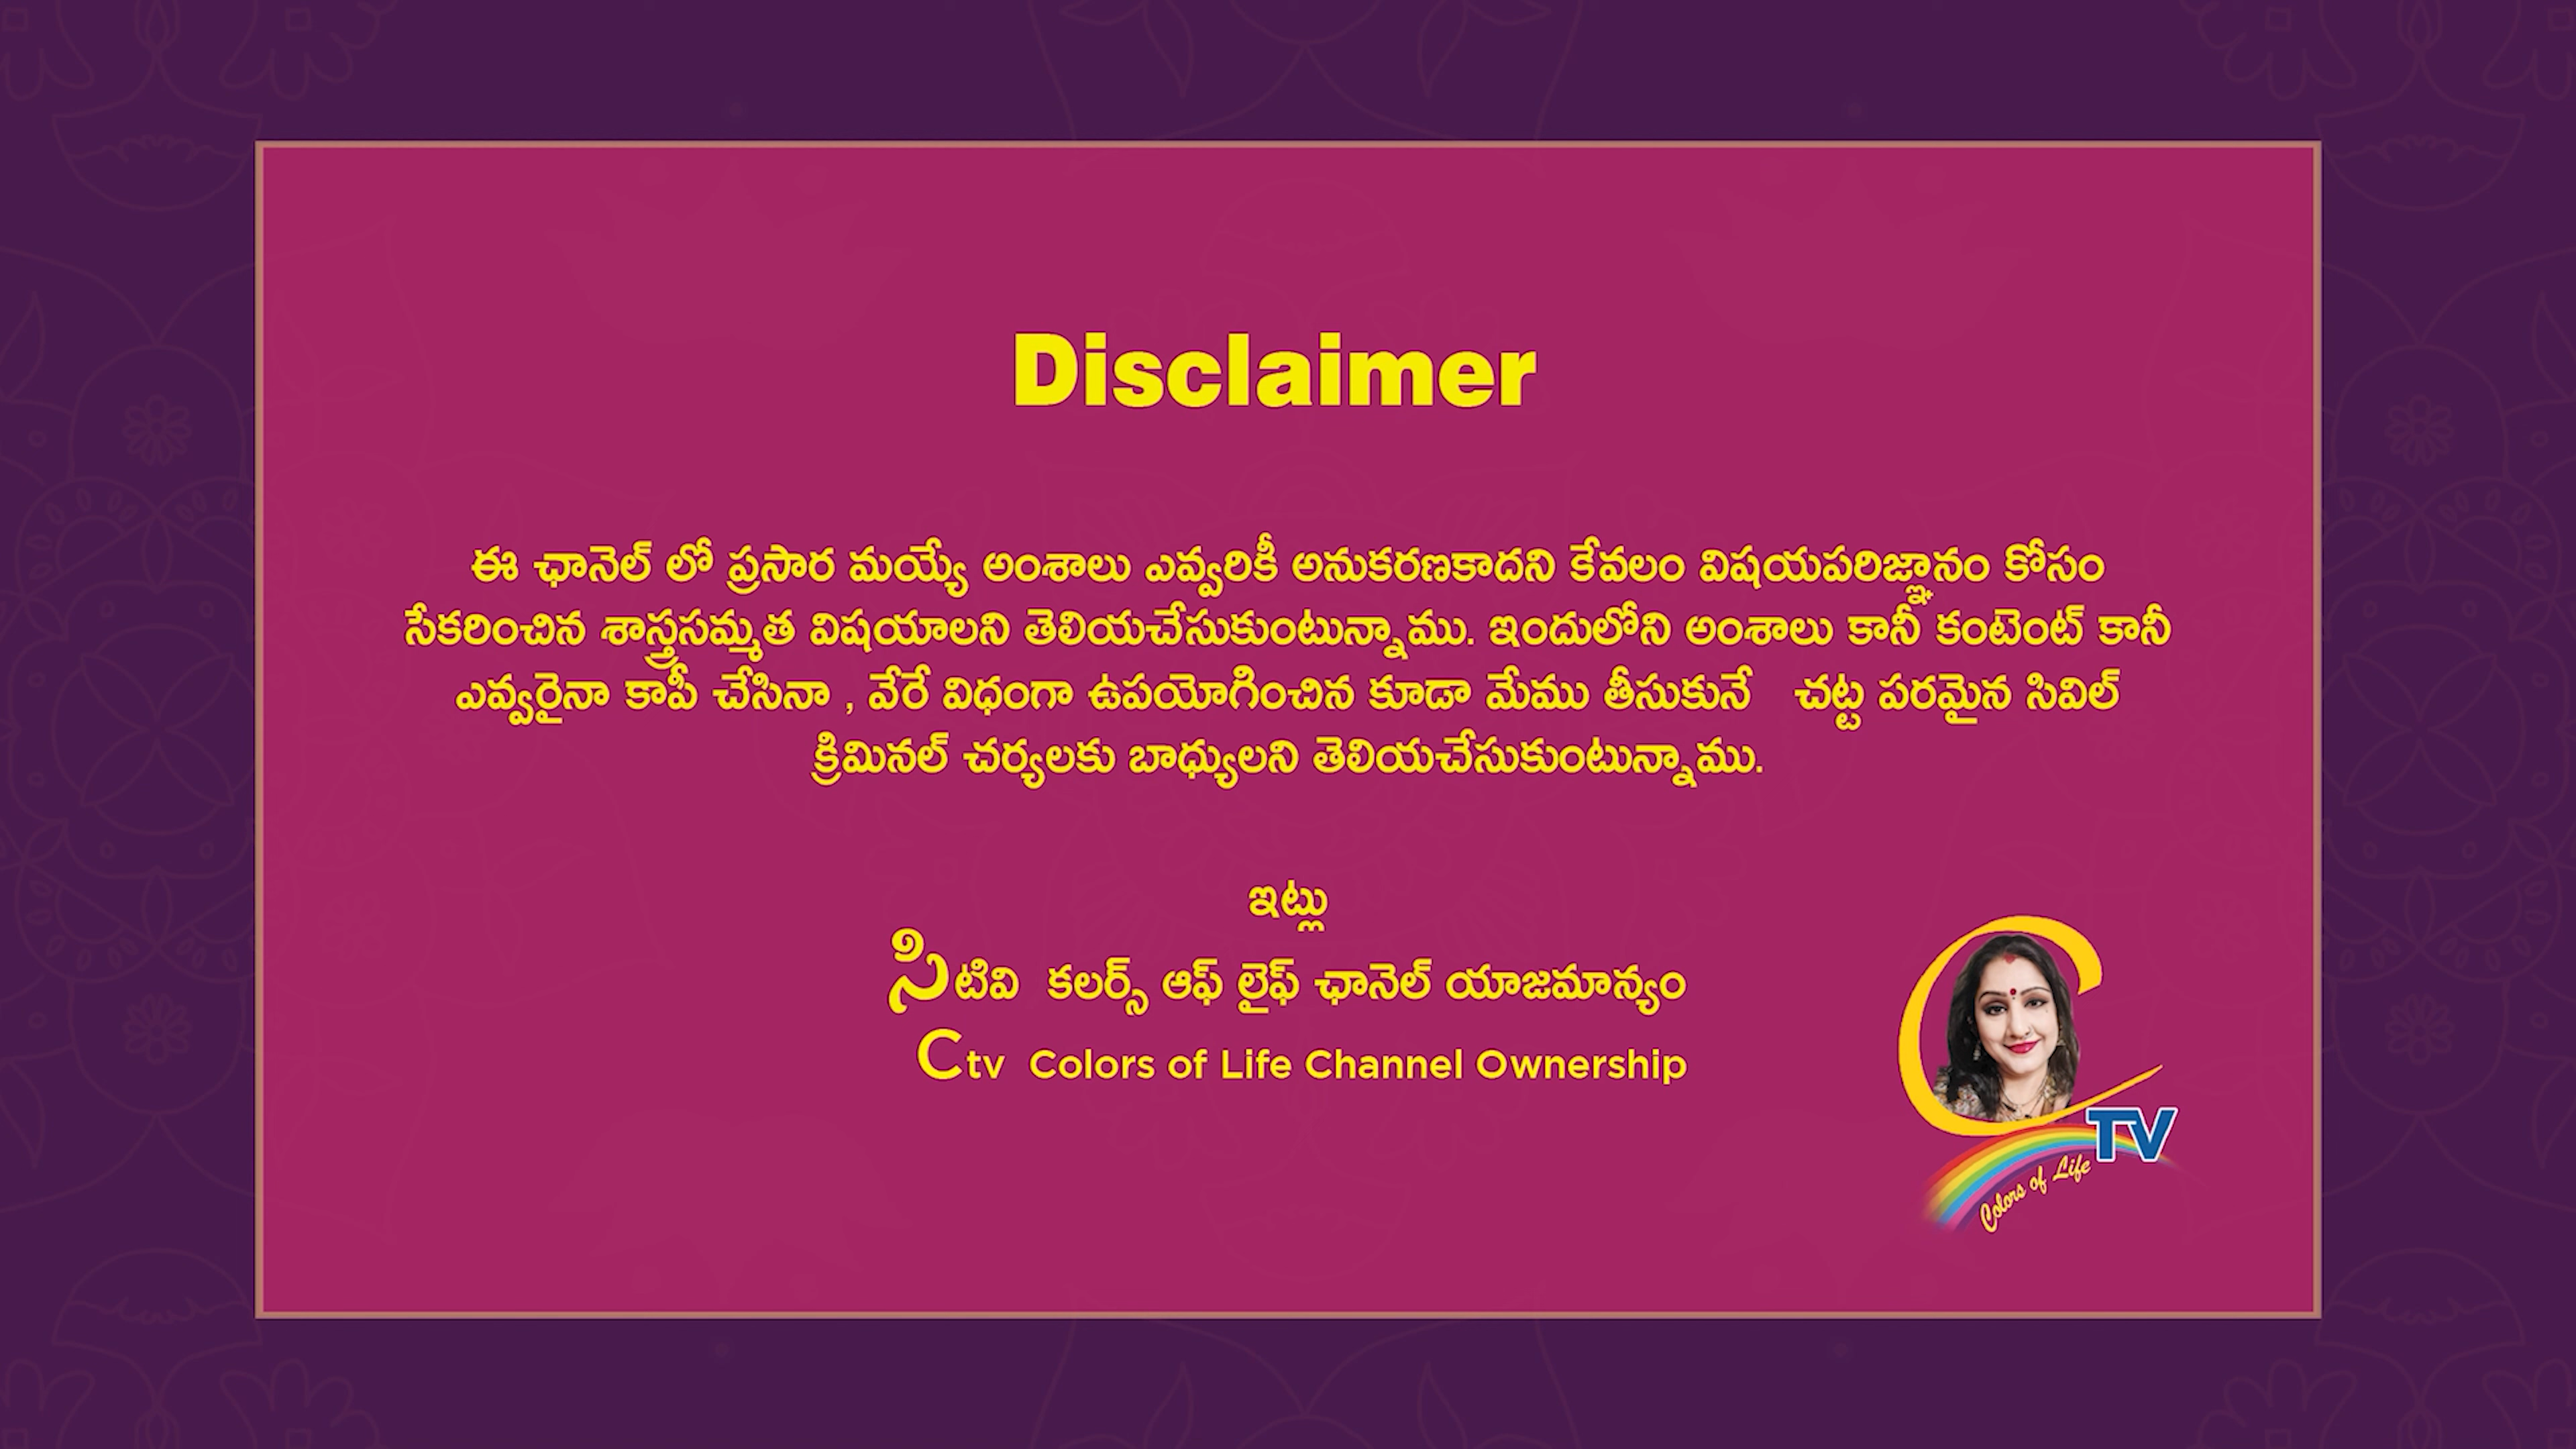 Disclaimer
ఈ ఛానెల్ లో ప్రసార మయ్యే అంశాలు ఎవ్వరికీ అనుకరణకాదని కేవలం విషయపరిజ్ఞానం కోసం
సేకరించిన శాస్త్రసమ్మత విషయాలని తెలియచేసుకుంటున్నాము. ఇందులోని అంశాలు కానీ కంటెంట్ కానీ
ఎవ్వరైనా కాపీ చేసినా , వేరే విధంగా ఉపయోగించిన కూడా మేము తీసుకునే చట్ట పరమైన సివిల్
క్రిమినల్ చర్యలకు బాధ్యులని తెలియచేసుకుంటున్నాము.
ఇట్లు
సిటివి కలర్స్ ఆఫ్ లైఫ్ ఛానెల్ యాజమాన్యం
Ctv Colors of Life Channel Ownership
C TV
Colors of Life